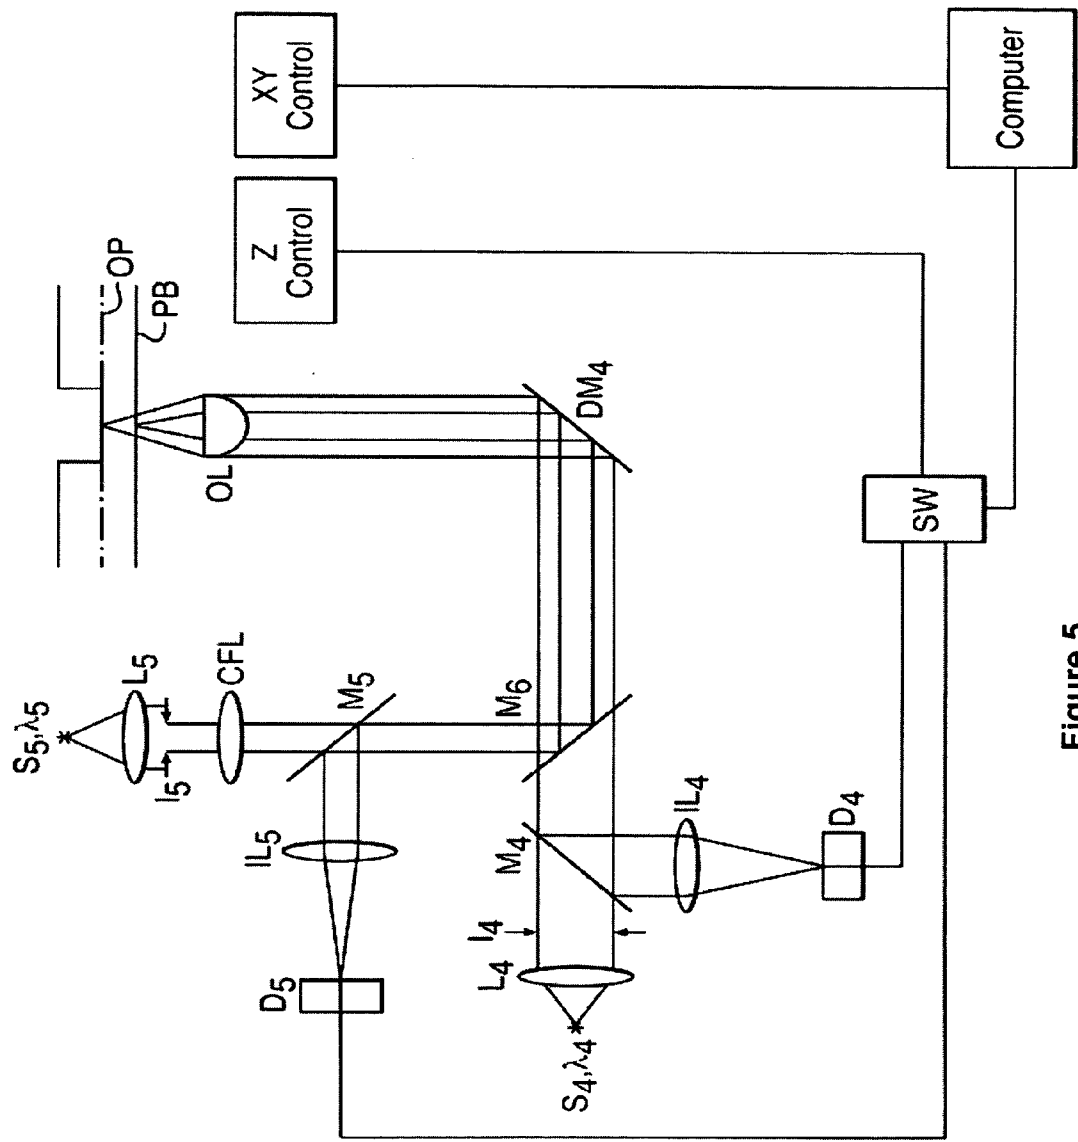 S₅,λ₅
L₅
I₅
CFL
M₅
IL₅
D₅
OP
PB
OL
DM₄
M₆
M₄
I₄
L₄
S₄,λ₄
IL₄
D₄
SW
Z
Control
XY
Control
Computer
Figure 5